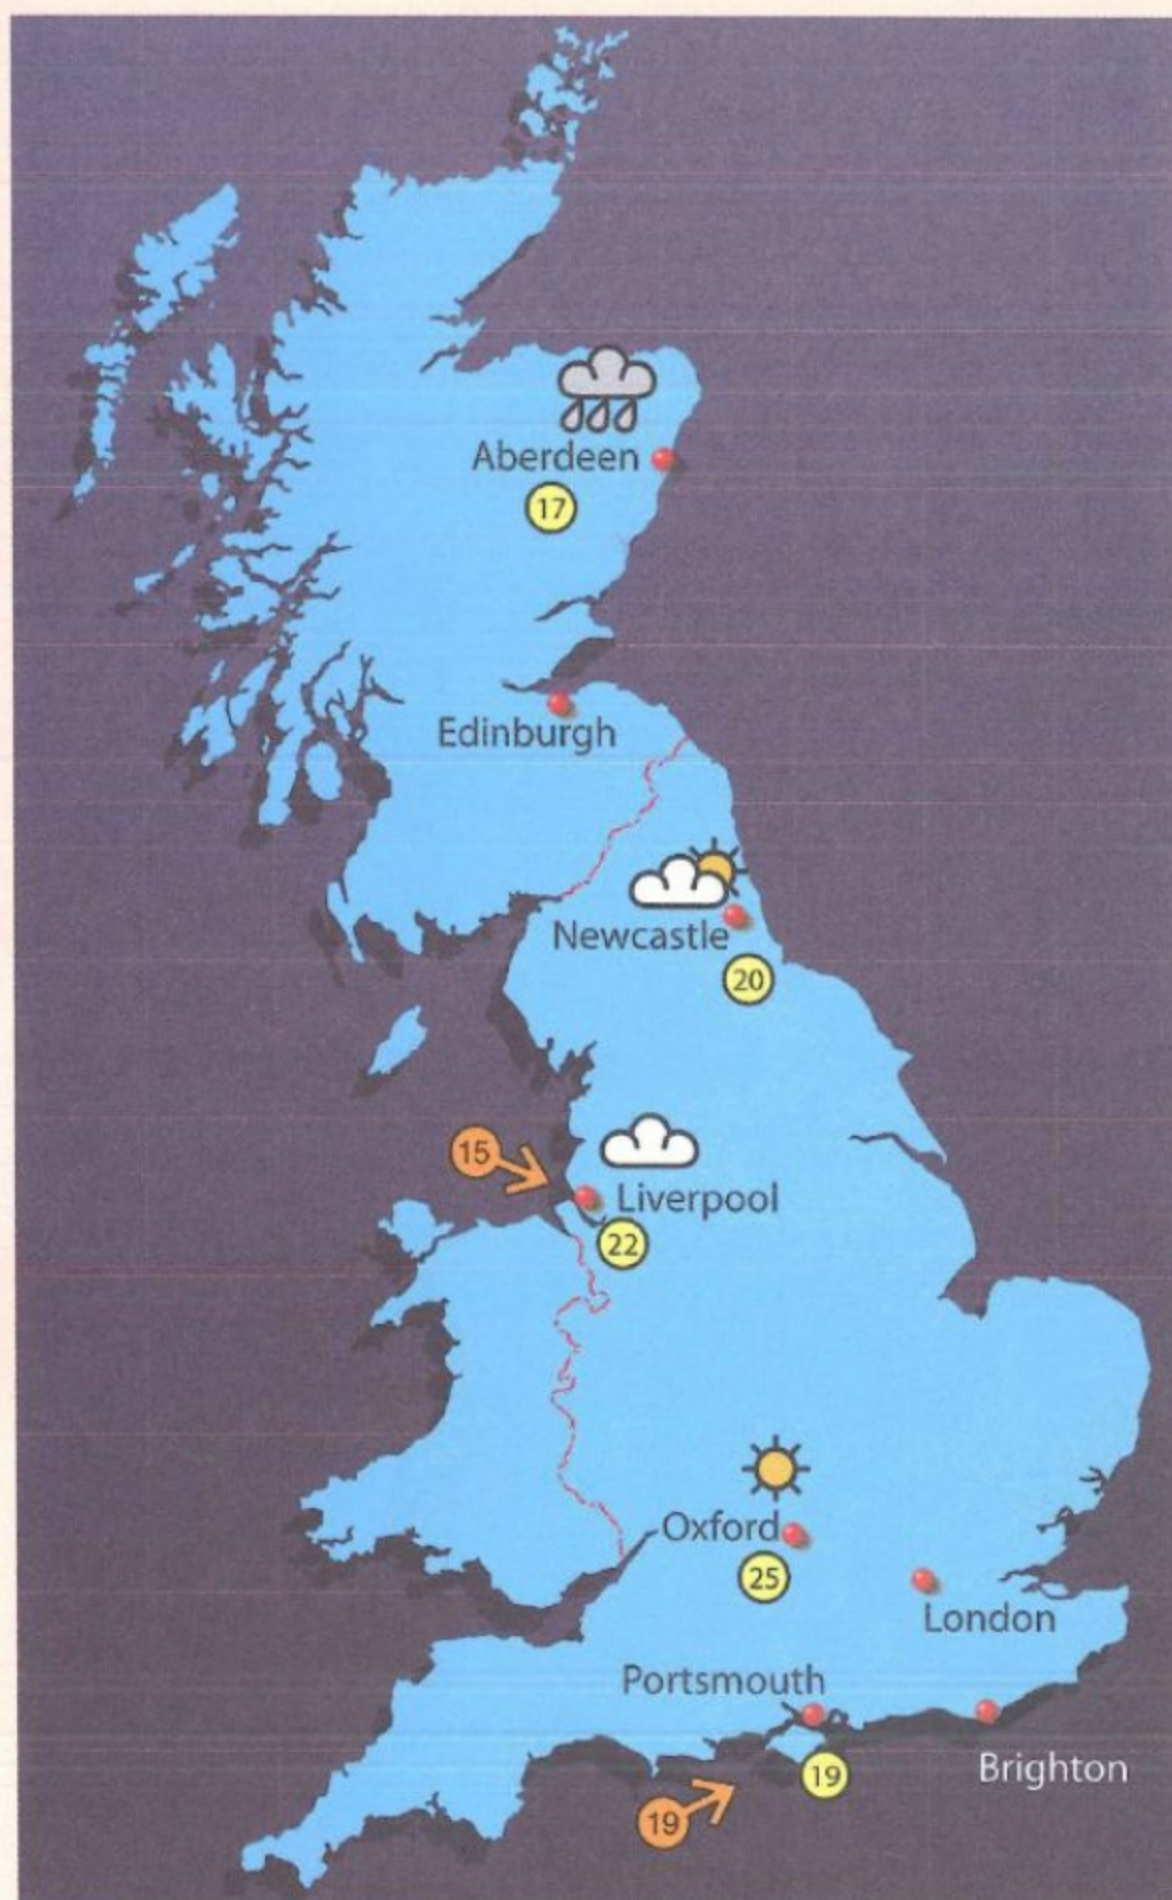 Aberdeen
17
Edinburgh
Newcastle
20
15
Liverpool
22
Oxford
25
London
Portsmouth
19
Brighton
19